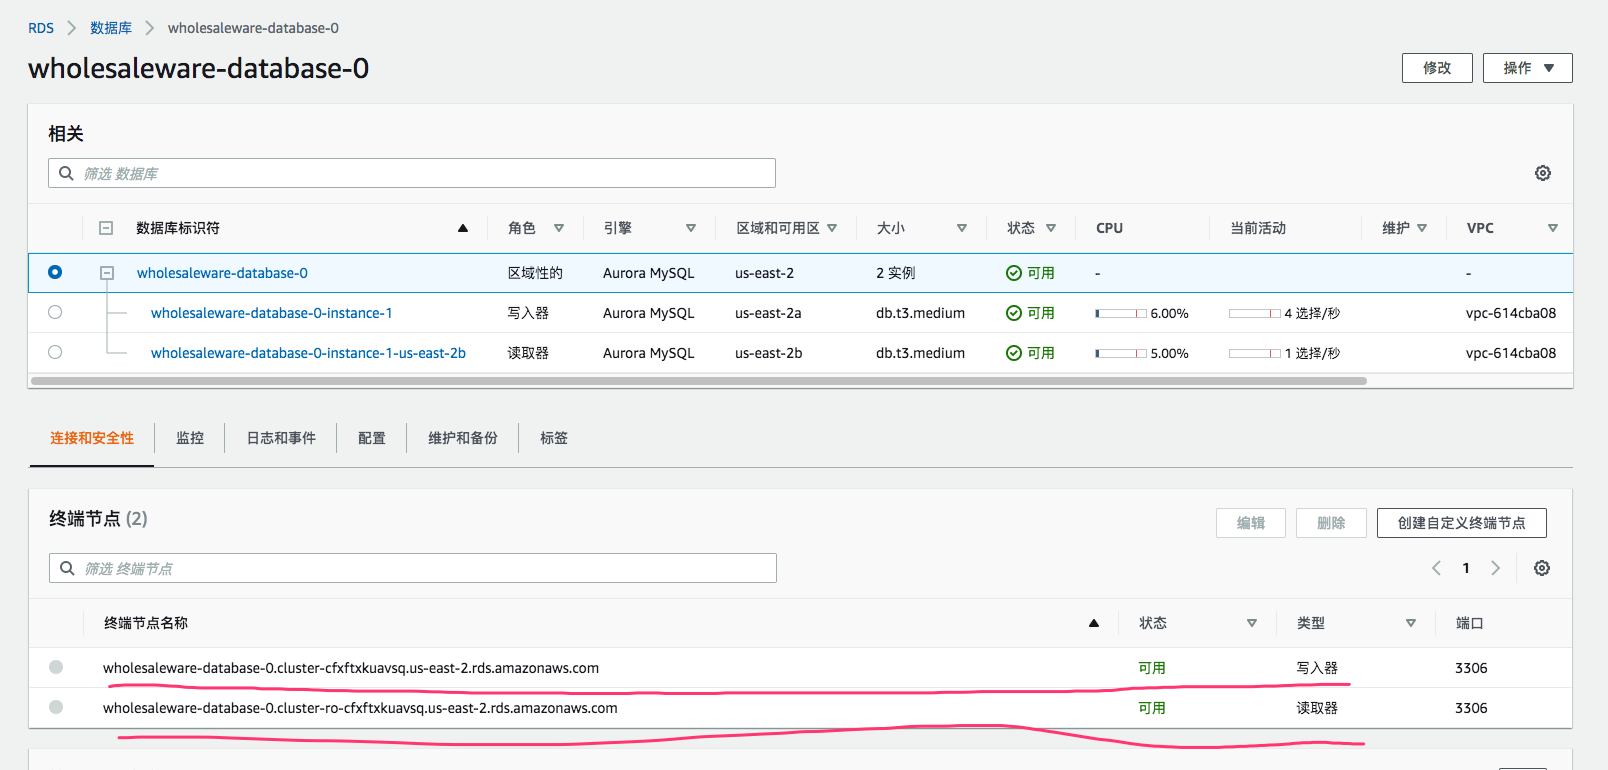 RDS > 数据库 > wholesaleware-database-0
wholesaleware-database-0
修改 操作
相关
筛选 数据库
数据库标识符 角色 引擎 区域和可用区 大小 状态 CPU 当前活动 维护 VPC
wholesaleware-database-0 区域性的 Aurora MySQL us-east-2 2 实例 可用 - -
wholesaleware-database-0-instance-1 写入器 Aurora MySQL us-east-2a db.t3.medium 可用 6.00% 4 选择/秒 vpc-614cba08
wholesaleware-database-0-instance-1-us-east-2b 读取器 Aurora MySQL us-east-2b db.t3.medium 可用 5.00% 1 选择/秒 vpc-614cba08
连接和安全性 监控 日志和事件 配置 维护和备份 标签
终端节点 (2)
编辑 删除 创建自定义终端节点
筛选 终端节点
1
终端节点名称 状态 类型 端口
wholesaleware-database-0.cluster-cfxftxkuavsq.us-east-2.rds.amazonaws.com 可用 写入器 3306
wholesaleware-database-0.cluster-ro-cfxftxkuavsq.us-east-2.rds.amazonaws.com 可用 读取器 3306